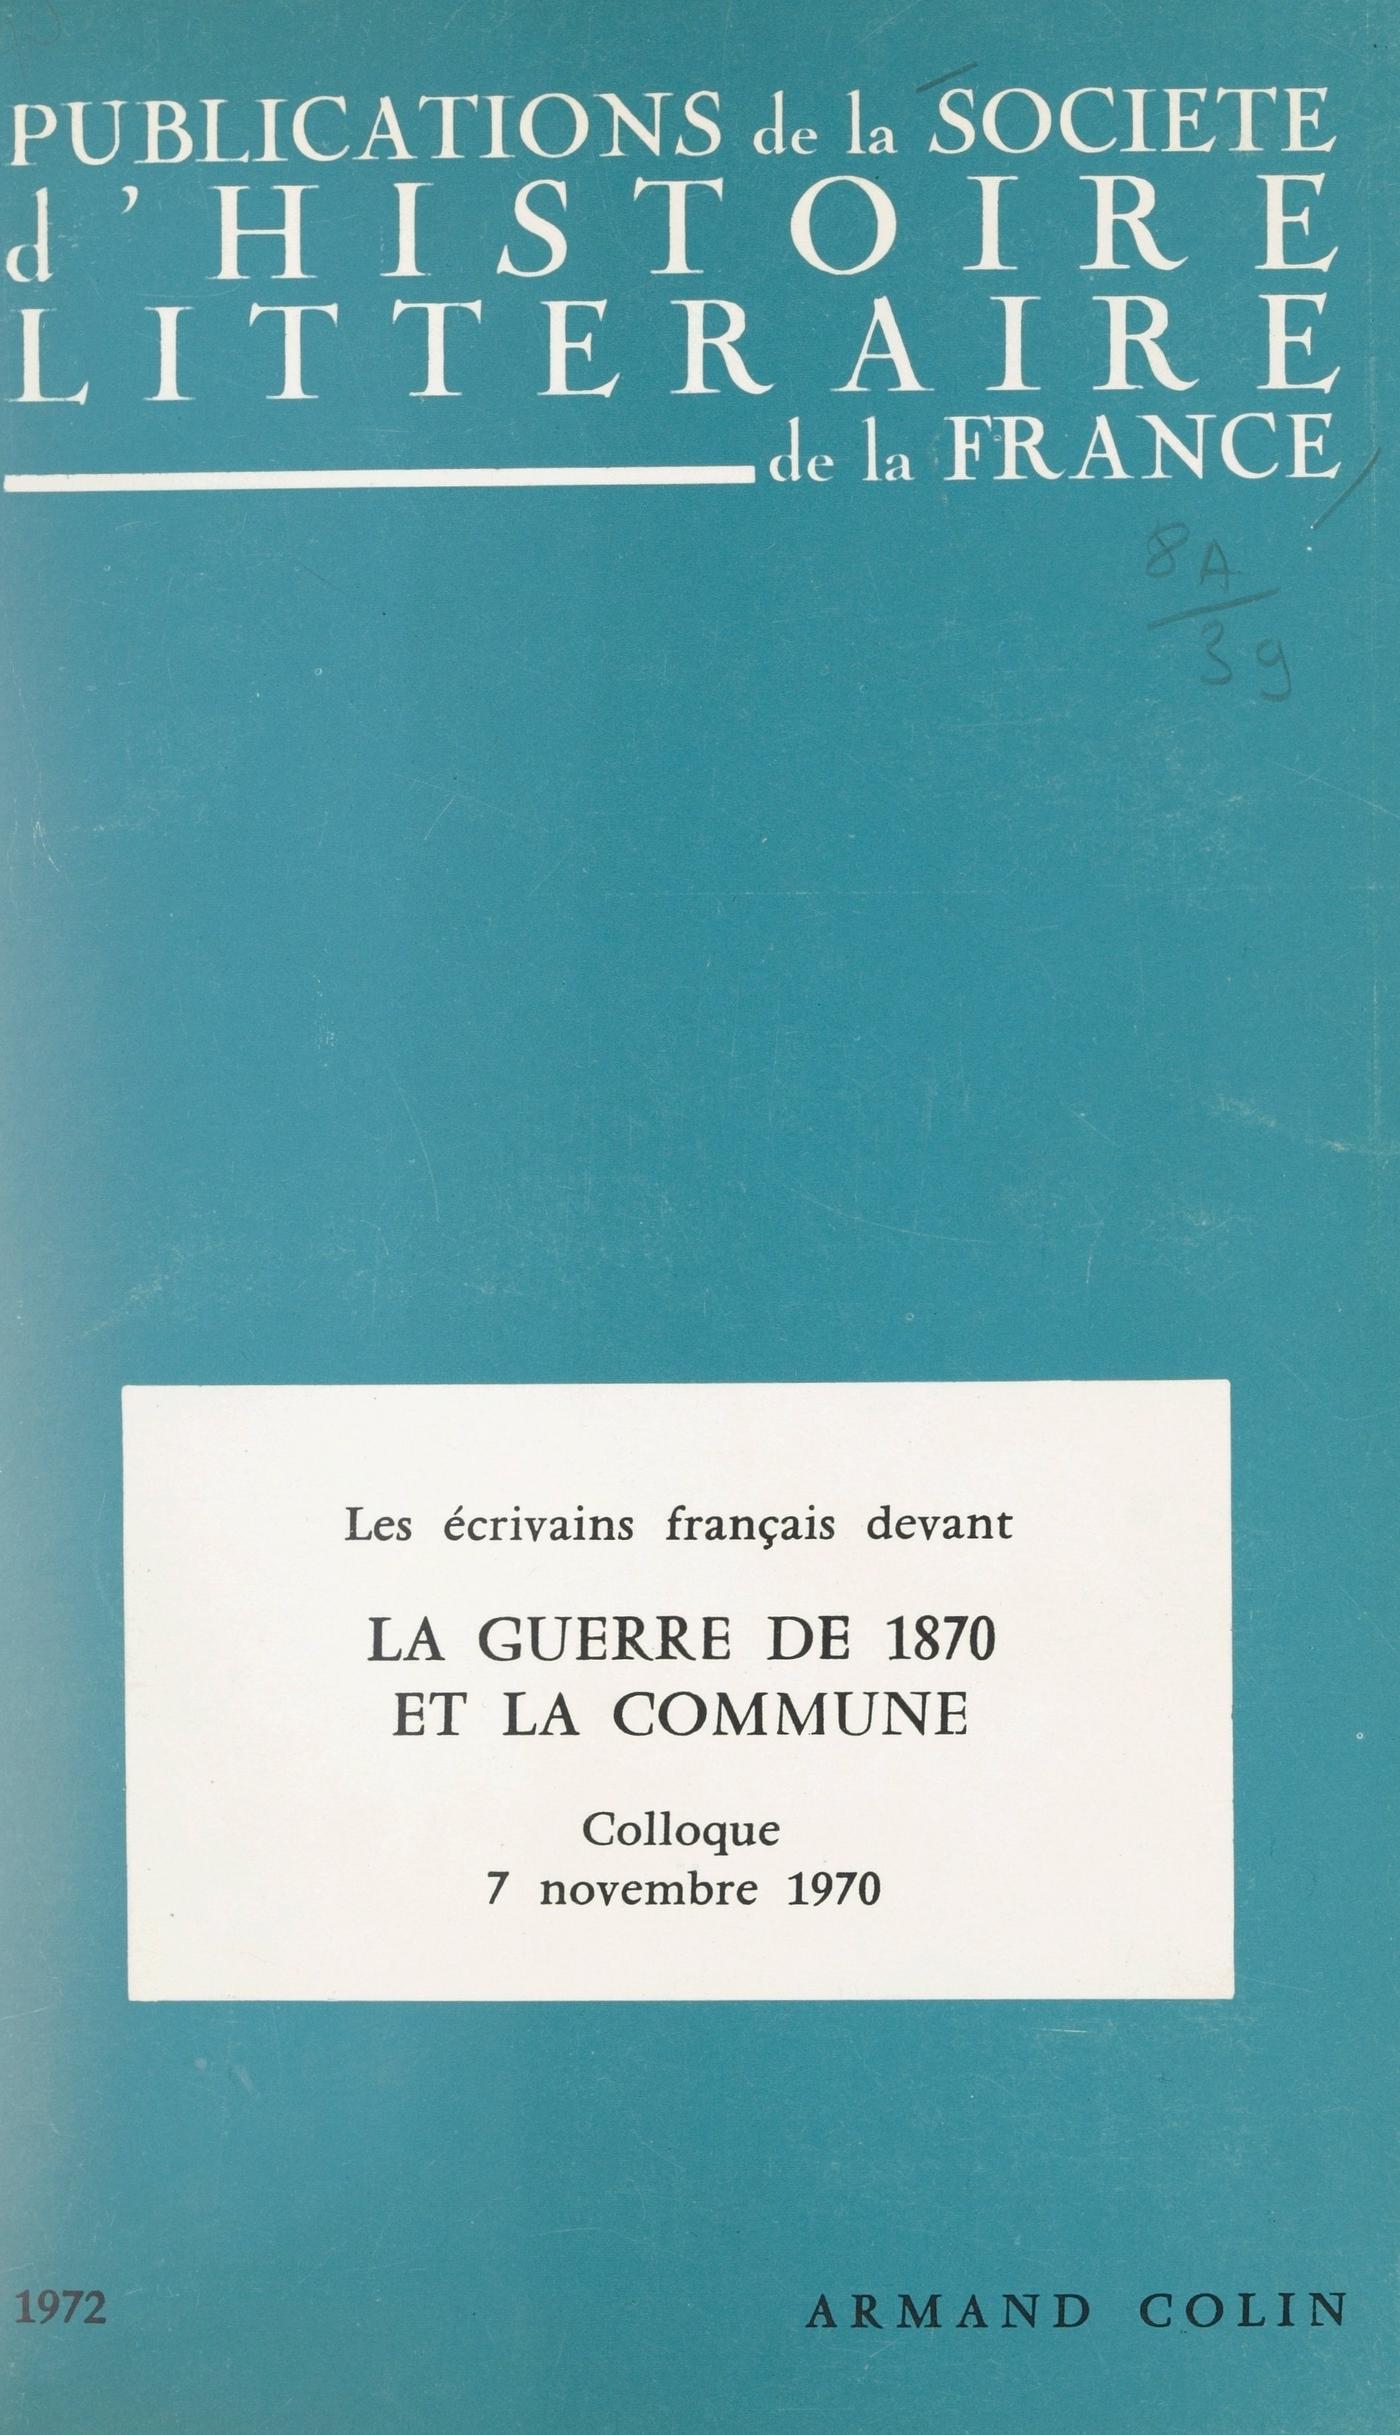 PUBLICATIONS de la SOCIETE
d'HISTOIRE
LITTERAIRE
de la FRANCE
8A
39
Les écrivains français devant
LA GUERRE DE 1870
ET LA COMMUNE
Colloque
7 novembre 1970
1972 ARMAND COLIN